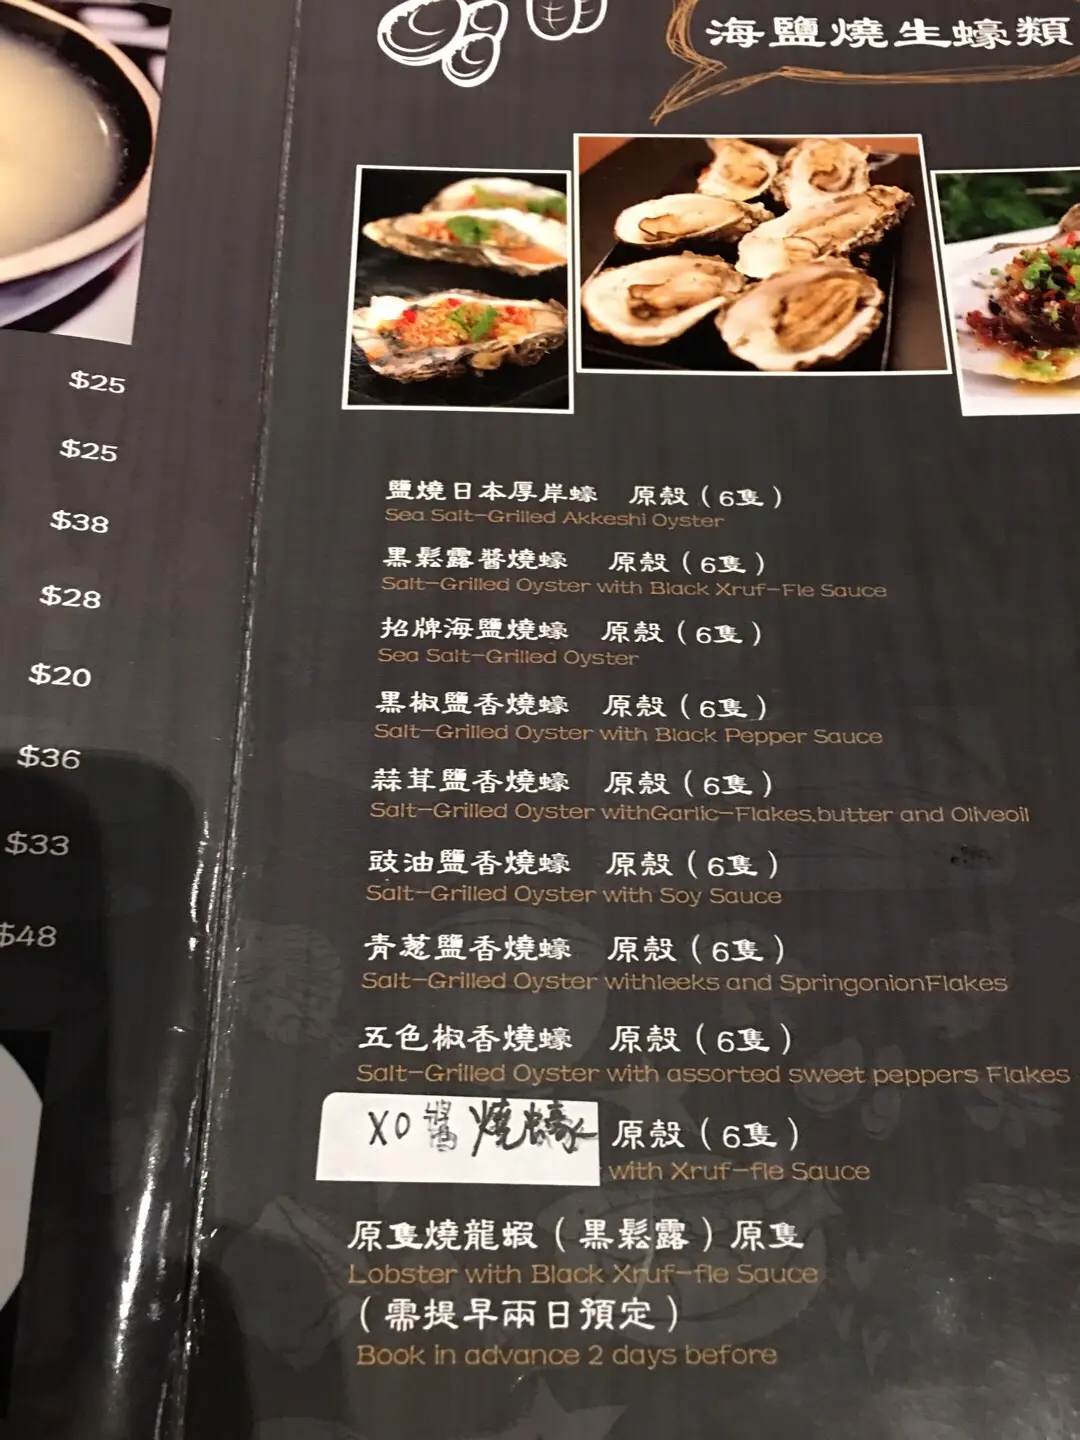 海鹽燒生蠔類
$25
$25
$38
$28
$20
$36
$33
$48
鹽燒日本厚岸蠔 原殼(6隻)
Sea Salt-Grilled Akkeshi Oyster
黑鬆露醬燒蠔 原殼(6隻)
Salt-Grilled Oyster with Black Xruf-Fle Sauce
招牌海鹽燒蠔 原殼(6隻)
Sea Salt-Grilled Oyster
黑椒鹽香燒蠔 原殼(6隻)
Salt-Grilled Oyster with Black Pepper Sauce
蒜茸鹽香燒蠔 原殼(6隻)
Salt-Grilled Oyster withGarlic-Flakes,butter and Oliveoil
豉油鹽香燒蠔 原殼(6隻)
Salt-Grilled Oyster with Soy Sauce
青葱鹽香燒蠔 原殼(6隻)
Salt-Grilled Oyster withleeks and SpringonionFlakes
五色椒香燒蠔 原殼(6隻)
Salt-Grilled Oyster with assorted sweet peppers Flakes
XO醬燒蠔 原殼(6隻)
with Xruf-fle Sauce
原隻燒龍蝦(黑鬆露)原隻
Lobster with Black Xruf-fle Sauce
(需提早兩日預定)
Book in advance 2 days before